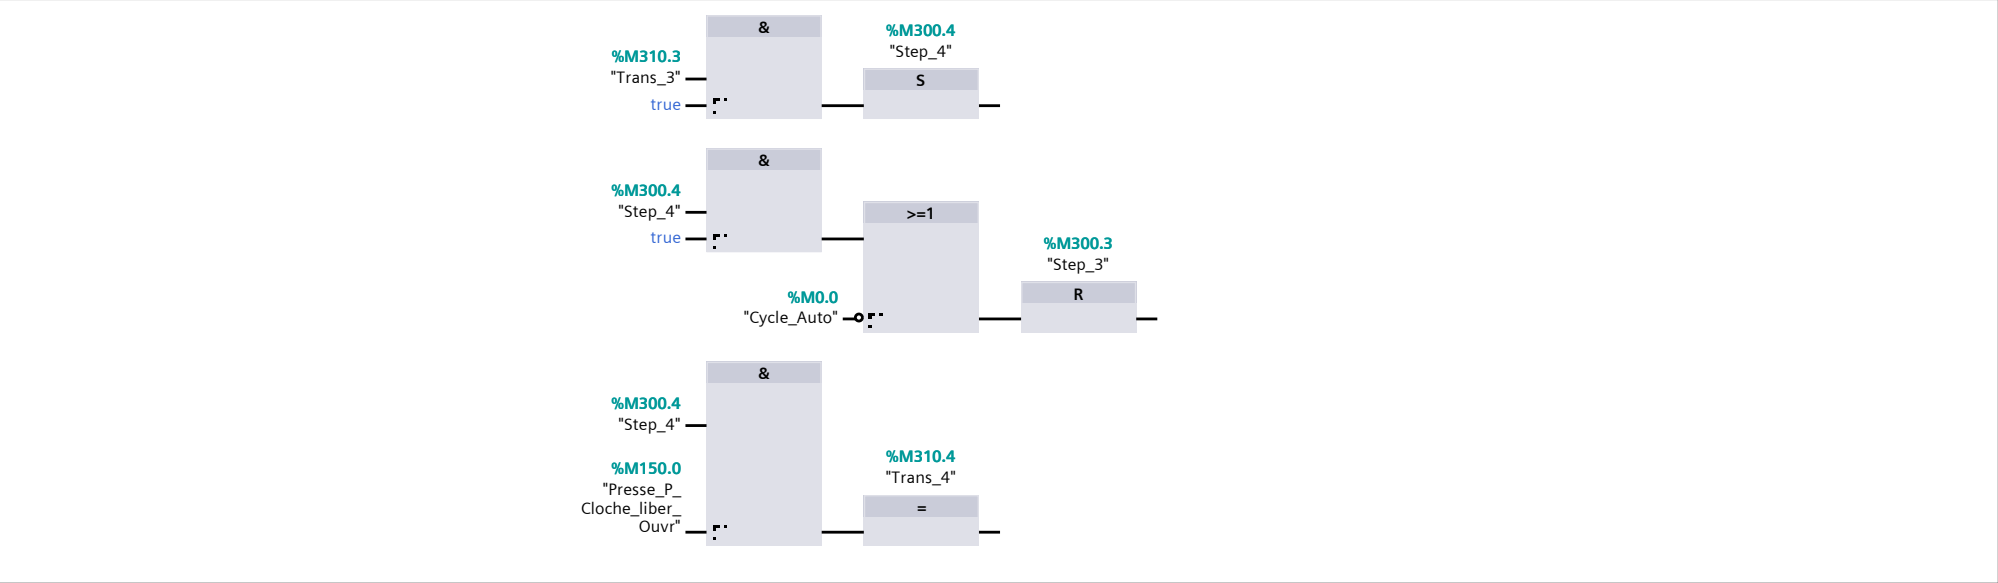 &
%M300.4
"Step_4"
%M310.3
"Trans_3"
S
true
&
%M300.4
"Step_4"
>=1
true
%M300.3
"Step_3"
%M0.0
R
"Cycle_Auto"
&
%M300.4
"Step_4"
%M310.4
%M150.0
"Trans_4"
"Presse_P_
Cloche_liber_
=
Ouvr"